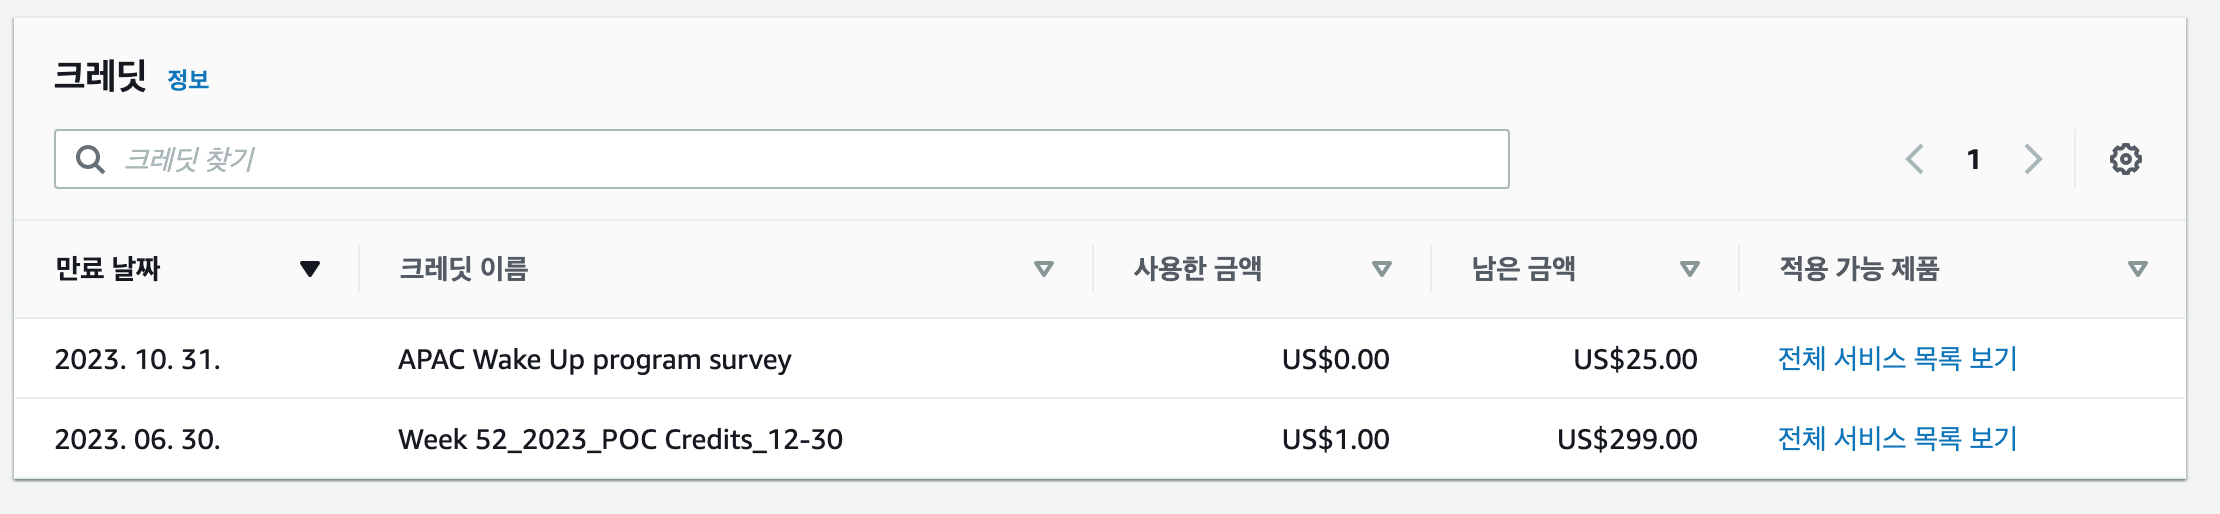 크레딧 정보
크레딧 찾기
1
만료 날짜 크레딧 이름 사용한 금액 남은 금액 적용 가능 제품
2023. 10. 31. APAC Wake Up program survey US$0.00 US$25.00 전체 서비스 목록 보기
2023. 06. 30. Week 52_2023_POC Credits_12-30 US$1.00 US$299.00 전체 서비스 목록 보기